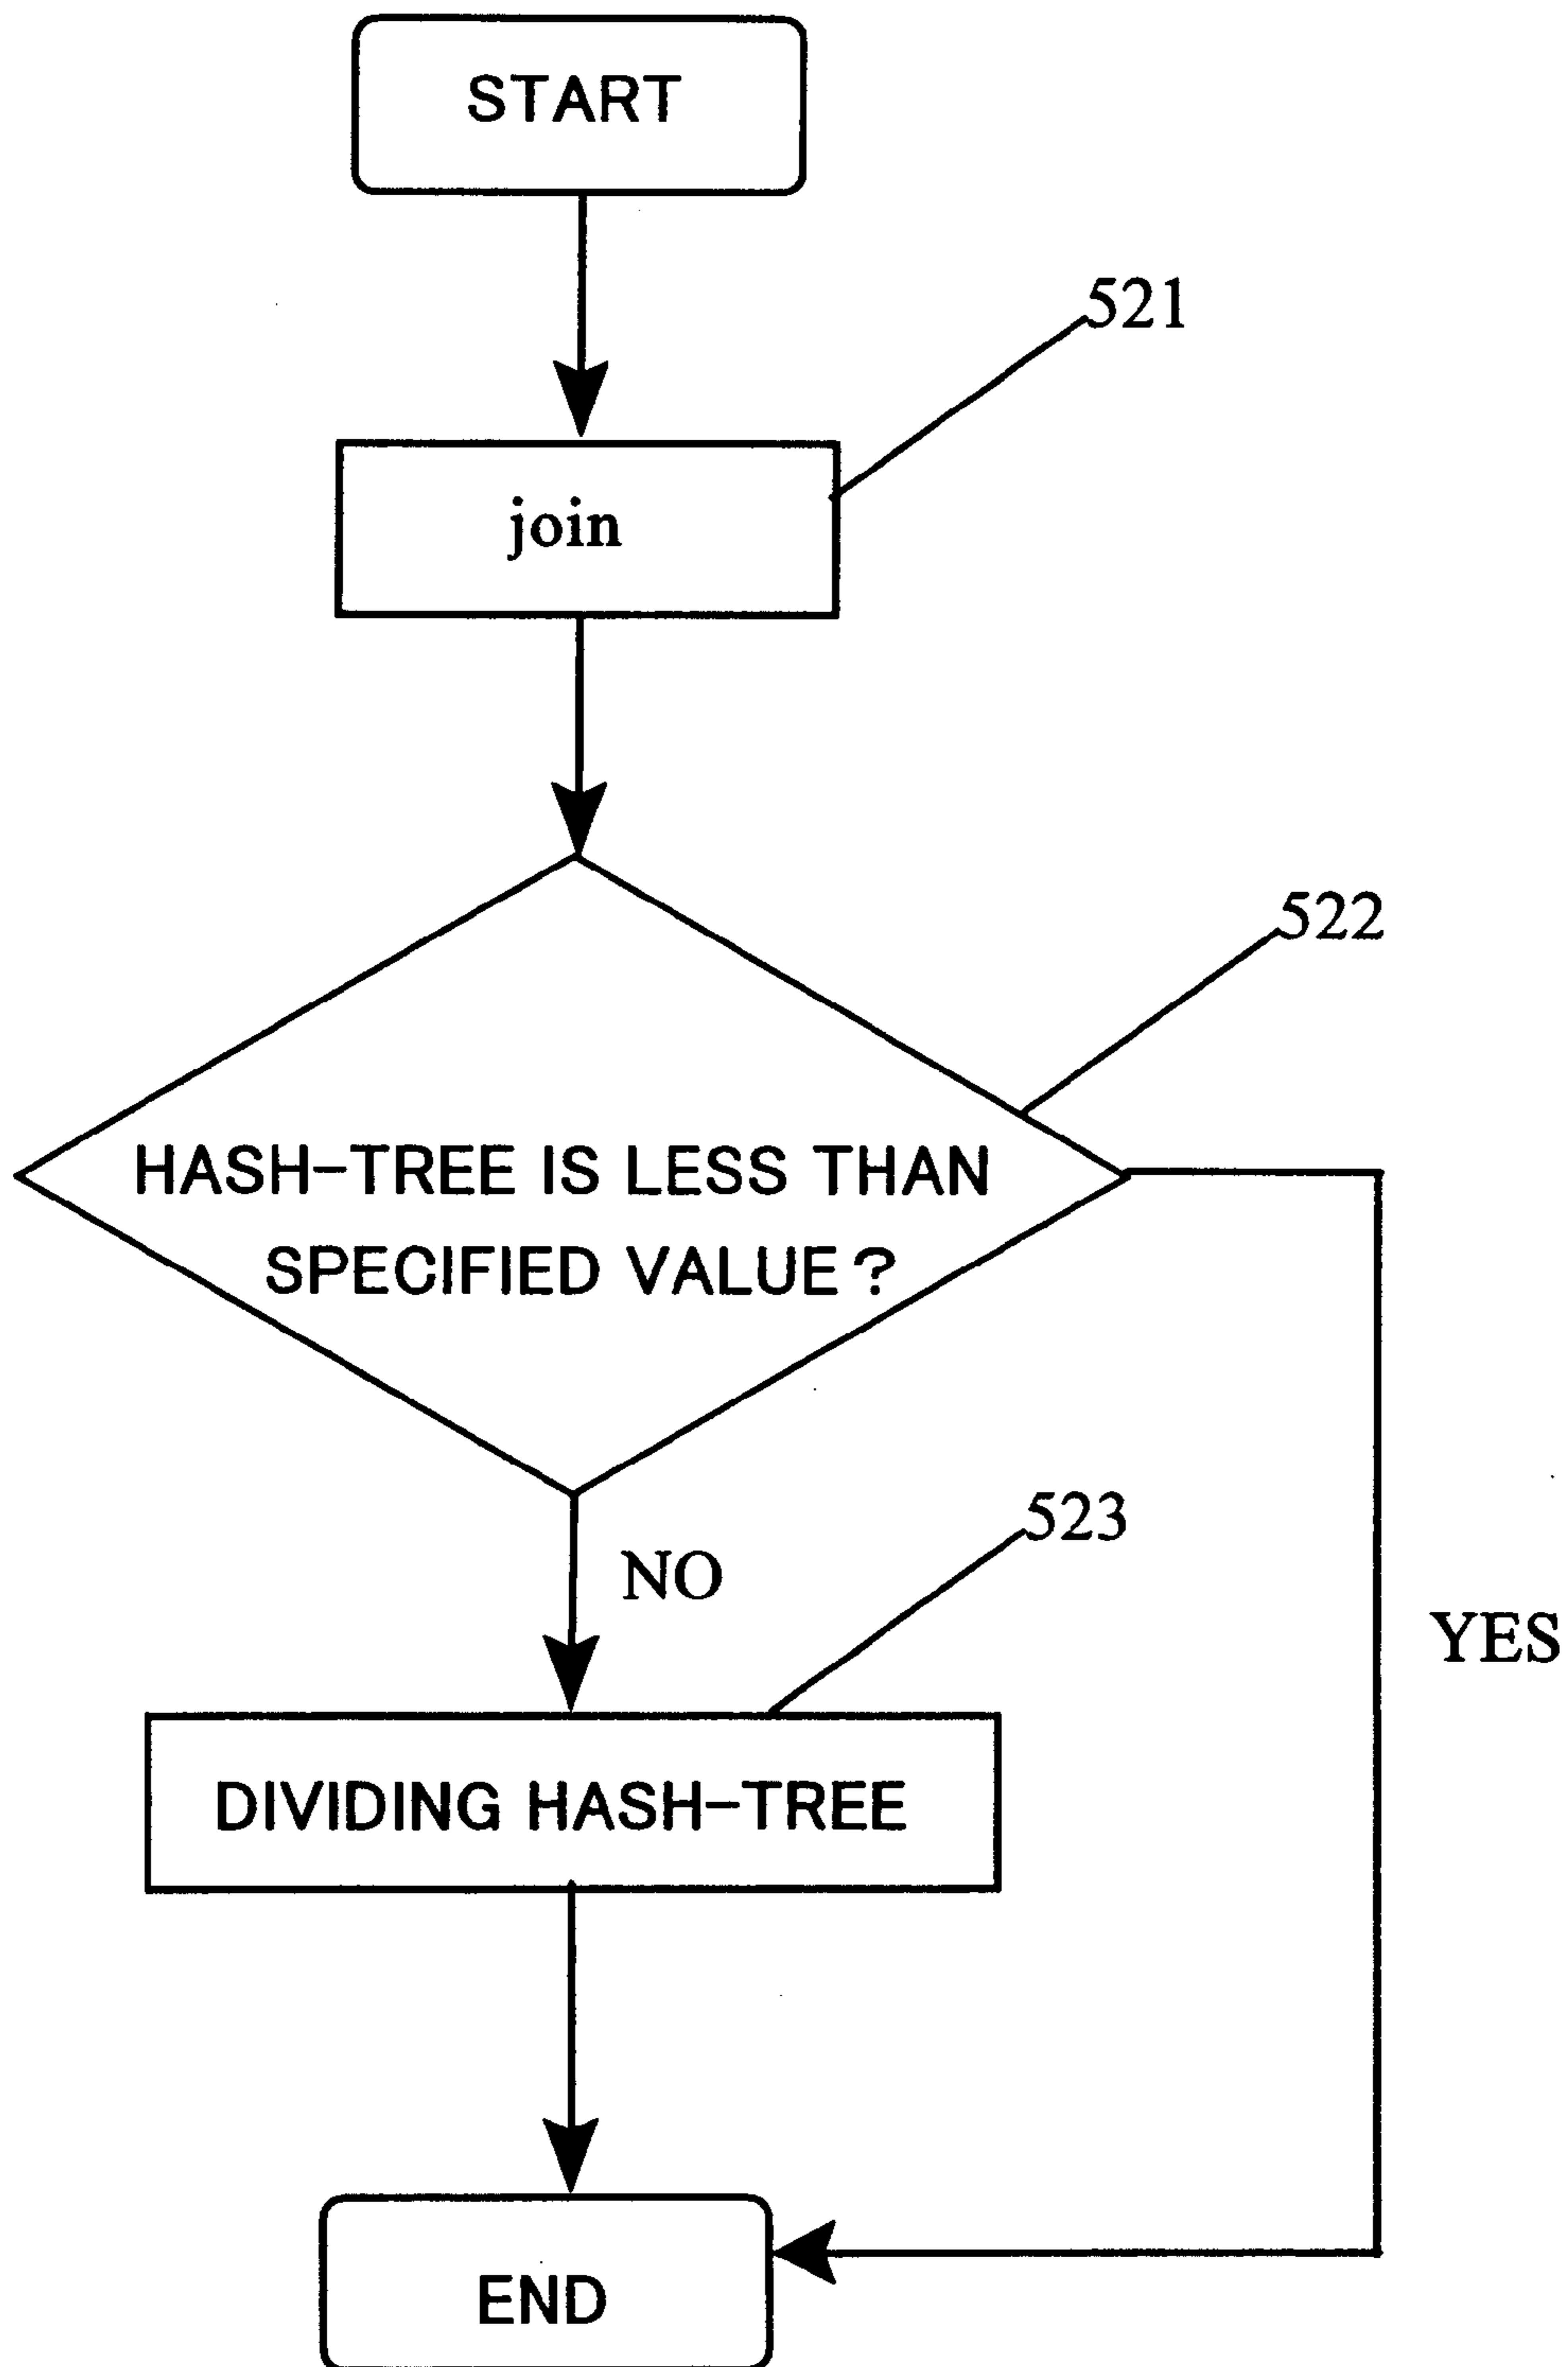 START
521
join
522
HASH-TREE IS LESS THAN
SPECIFIED VALUE?
523
NO
YES
DIVIDING HASH-TREE
END